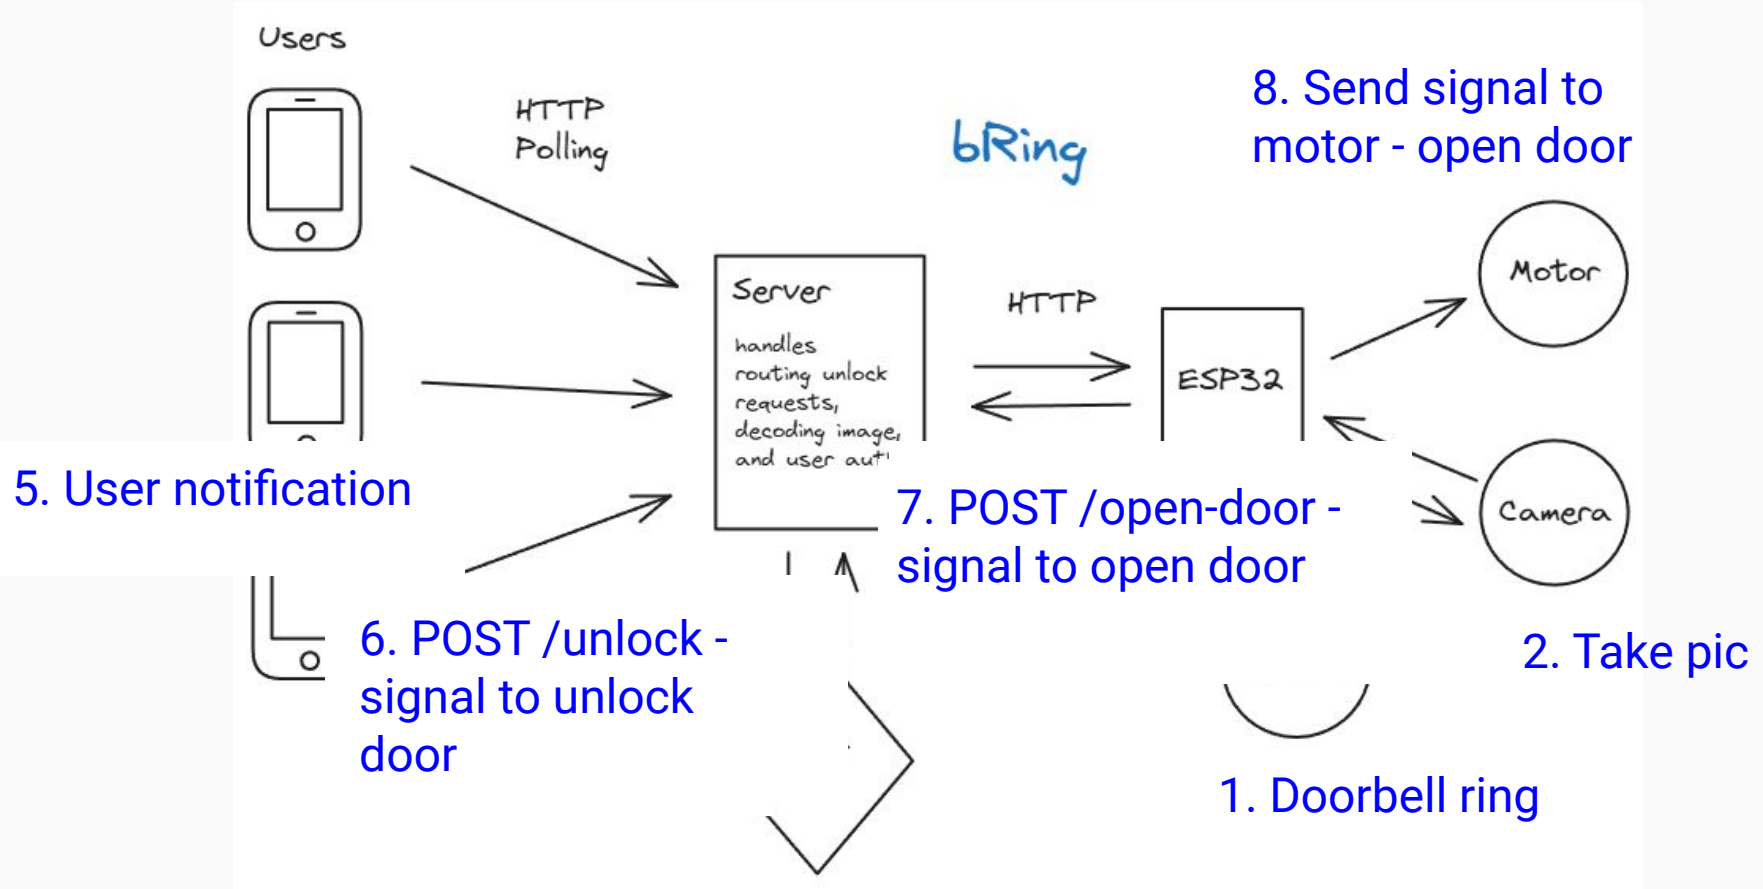 Users
HTTP
Polling
bRing
8. Send signal to
motor - open door
Motor
Server
handles
routing unlock
requests,
decoding image,
and user
HTTP
ESP32
Camera
5. User notification
7. POST /open-door -
signal to open door
6. POST /unlock -
signal to unlock
door
2. Take pic
1. Doorbell ring